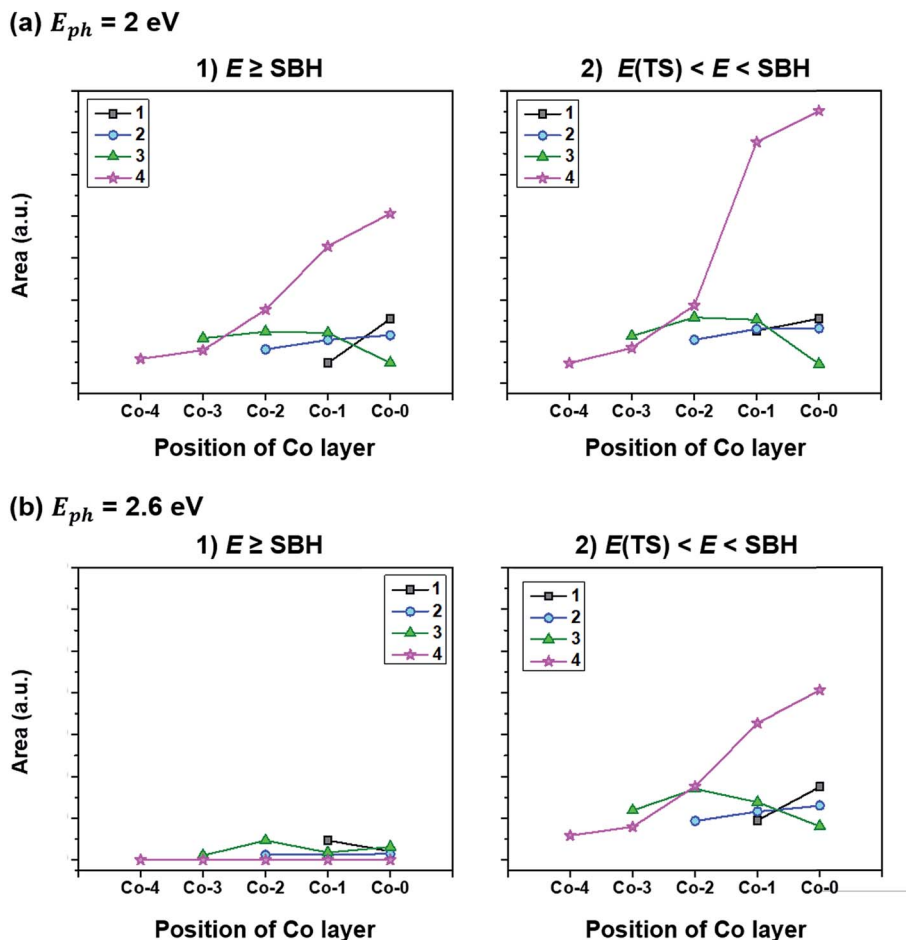 (a) E_ph = 2 eV
1) E ≥ SBH
2) E(TS) < E < SBH
1
2
3
4
1
2
3
4
Area (a.u.)
Co-4 Co-3 Co-2 Co-1 Co-0
Co-4 Co-3 Co-2 Co-1 Co-0
Position of Co layer
Position of Co layer
(b) E_ph = 2.6 eV
1) E ≥ SBH
2) E(TS) < E < SBH
1
2
3
4
1
2
3
4
Area (a.u.)
Co-4 Co-3 Co-2 Co-1 Co-0
Co-4 Co-3 Co-2 Co-1 Co-0
Position of Co layer
Position of Co layer